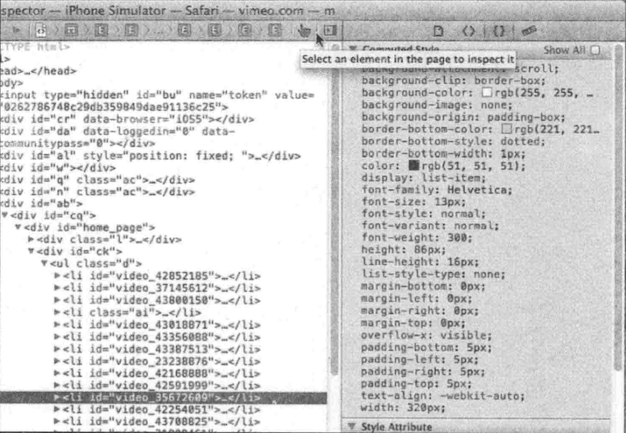 spector — iPhone Simulator — Safari — vimeo.com — m
Select an element in the page to inspect it
TYPE html>
ead>…</head>
ody>
<input type="hidden" id="bu" name="token" value=
"0262786748c29db359849dae91136c25">
<div id="cr" data-browser="iOS5"></div>
<div id="da" data-loggedin="0" data-
communitypass="0"></div>
<div id="al" style="position: fixed; ">…</div>
<div id="w"></div>
<div id="q" class="ac">…</div>
<div id="n" class="ac">…</div>
<div id="ab">
▼<div id="cq">
▼<div id="home_page">
▶<div class="l">…</div>
▼<div id="ck">
▼<ul class="d">
▶<li id="video_42852185">…</li>
▶<li id="video_37145612">…</li>
▶<li id="video_43800150">…</li>
▶<li class="ai">…</li>
▶<li id="video_43018871">…</li>
▶<li id="video_43356088">…</li>
▶<li id="video_43387513">…</li>
▶<li id="video_23238876">…</li>
▶<li id="video_42168888">…</li>
▶<li id="video_42591999">…</li>
▶<li id="video_35672609">…</li>
▶<li id="video_42254051">…</li>
▶<li id="video_43708825">…</li>
Computed Style Show All
scroll;
background-clip: border-box;
background-color: rgb(255, 255, …
background-image: none;
background-origin: padding-box;
border-bottom-color: rgb(221, 221…
border-bottom-style: dotted;
border-bottom-width: 1px;
color: rgb(51, 51, 51);
display: list-item;
font-family: Helvetica;
font-size: 13px;
font-style: normal;
font-variant: normal;
font-weight: 300;
height: 86px;
line-height: 16px;
list-style-type: none;
margin-bottom: 0px;
margin-left: 0px;
margin-right: 0px;
margin-top: 0px;
overflow-x: visible;
padding-bottom: 5px;
padding-left: 5px;
padding-right: 5px;
padding-top: 5px;
text-align: -webkit-auto;
width: 320px;
▼ Style Attribute